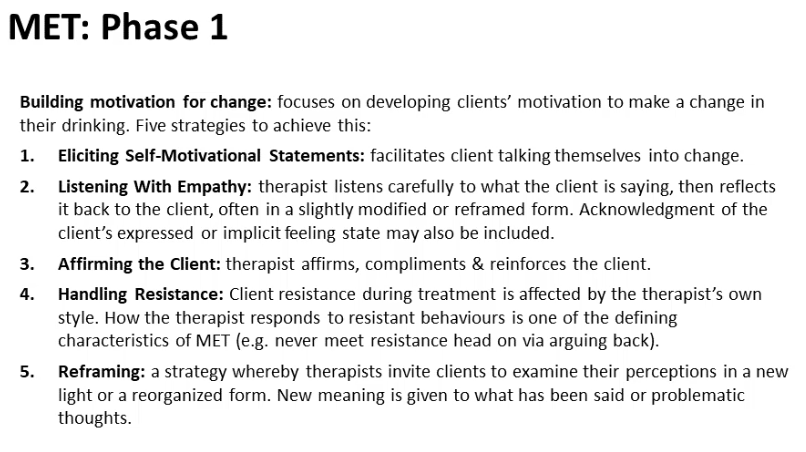 MET: Phase 1
Building motivation for change: focuses on developing clients' motivation to make a change in
their drinking. Five strategies to achieve this:
1. Eliciting Self-Motivational Statements: facilitates client talking themselves into change.
2. Listening With Empathy: therapist listens carefully to what the client is saying, then reflects
it back to the client, often in a slightly modified or reframed form. Acknowledgment of the
client's expressed or implicit feeling state may also be included.
3. Affirming the Client: therapist affirms, compliments & reinforces the client.
4. Handling Resistance: Client resistance during treatment is affected by the therapist's own
style. How the therapist responds to resistant behaviours is one of the defining
characteristics of MET (e.g. never meet resistance head on via arguing back).
5. Reframing: a strategy whereby therapists invite clients to examine their perceptions in a new
light or a reorganized form. New meaning is given to what has been said or problematic
thoughts.